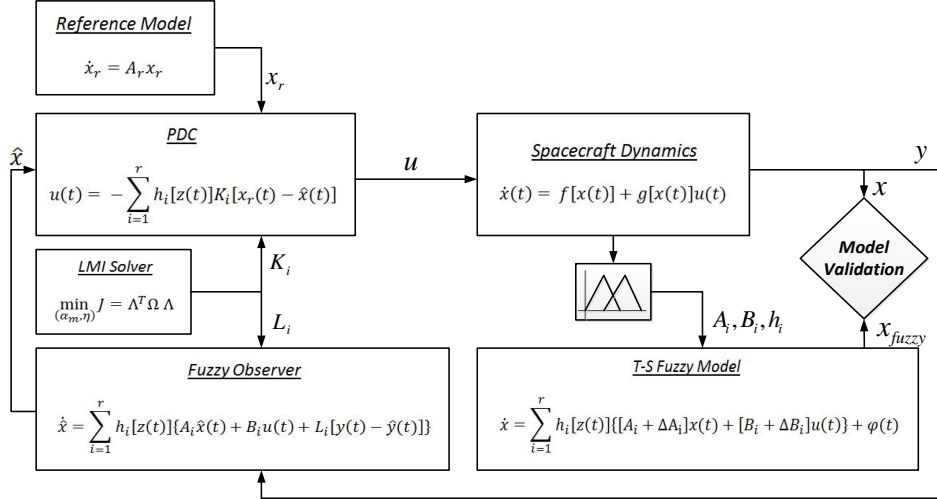 Reference Model
ẋ_r = A_r x_r
x_r
PDC
u(t) = −∑_{i=1}^{r} h_i[z(t)]K_i[x_r(t) − x̂(t)]
x̂
u
Spacecraft Dynamics
ẋ(t) = f[x(t)] + g[x(t)]u(t)
y
x
Model
Validation
LMI Solver
min_{(α_m,η)} J = Λ^T Ω Λ
K_i
L_i
A_i, B_i, h_i
x_{fuzzy}
Fuzzy Observer
x̂̇ = ∑_{i=1}^{r} h_i[z(t)]{A_i x̂(t) + B_i u(t) + L_i[y(t) − ŷ(t)]}
T-S Fuzzy Model
ẋ = ∑_{i=1}^{r} h_i[z(t)]{[A_i + ΔA_i]x(t) + [B_i + ΔB_i]u(t)} + φ(t)